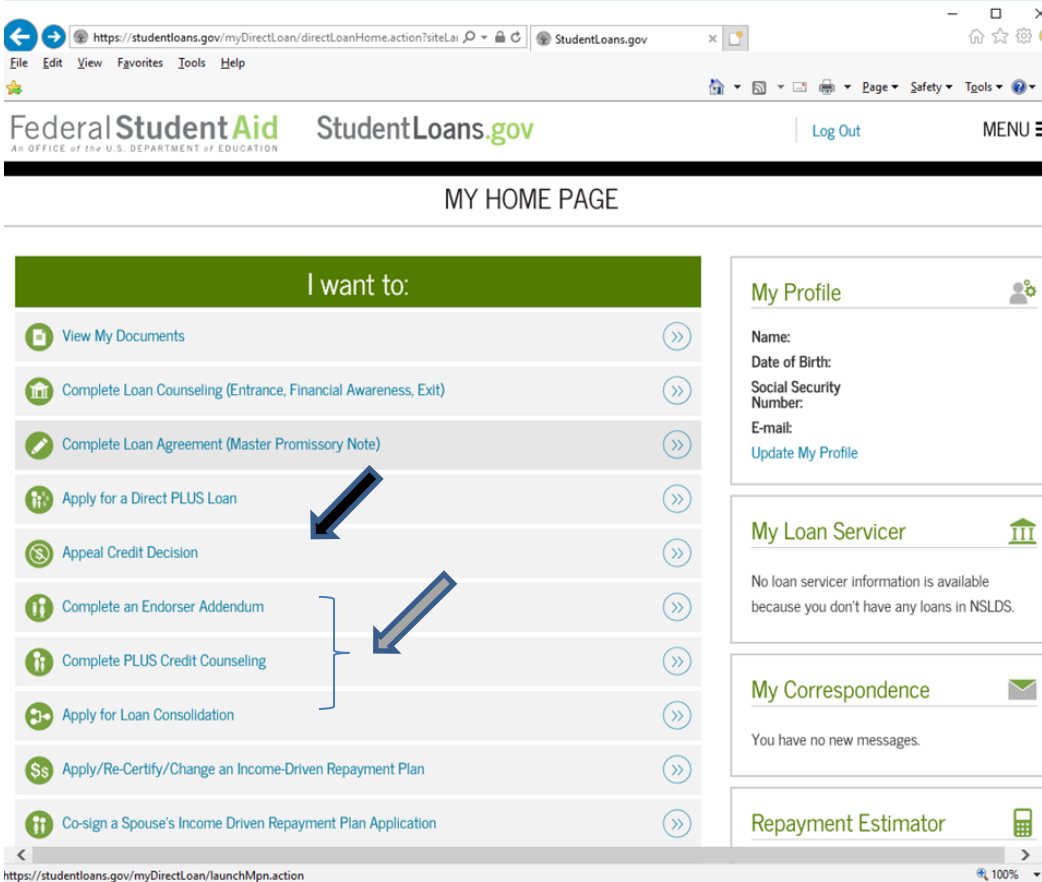 https://studentloans.gov/myDirectLoan/directLoanHome.action?siteLa
StudentLoans.gov
File Edit View Favorites Tools Help
Page Safety Tools
Federal Student Aid
An OFFICE of the U.S. DEPARTMENT of EDUCATION
StudentLoans.gov
Log Out
MENU
MY HOME PAGE
I want to:
View My Documents
Complete Loan Counseling (Entrance, Financial Awareness, Exit)
Complete Loan Agreement (Master Promissory Note)
Apply for a Direct PLUS Loan
Appeal Credit Decision
Complete an Endorser Addendum
Complete PLUS Credit Counseling
Apply for Loan Consolidation
$s Apply/Re-Certify/Change an Income-Driven Repayment Plan
Co-sign a Spouse's Income Driven Repayment Plan Application
My Profile
Name:
Date of Birth:
Social Security
Number:
E-mail:
Update My Profile
My Loan Servicer
No loan servicer information is available
because you don't have any loans in NSLDS.
My Correspondence
You have no new messages.
Repayment Estimator
https://studentloans.gov/myDirectLoan/launchMpn.action
100%